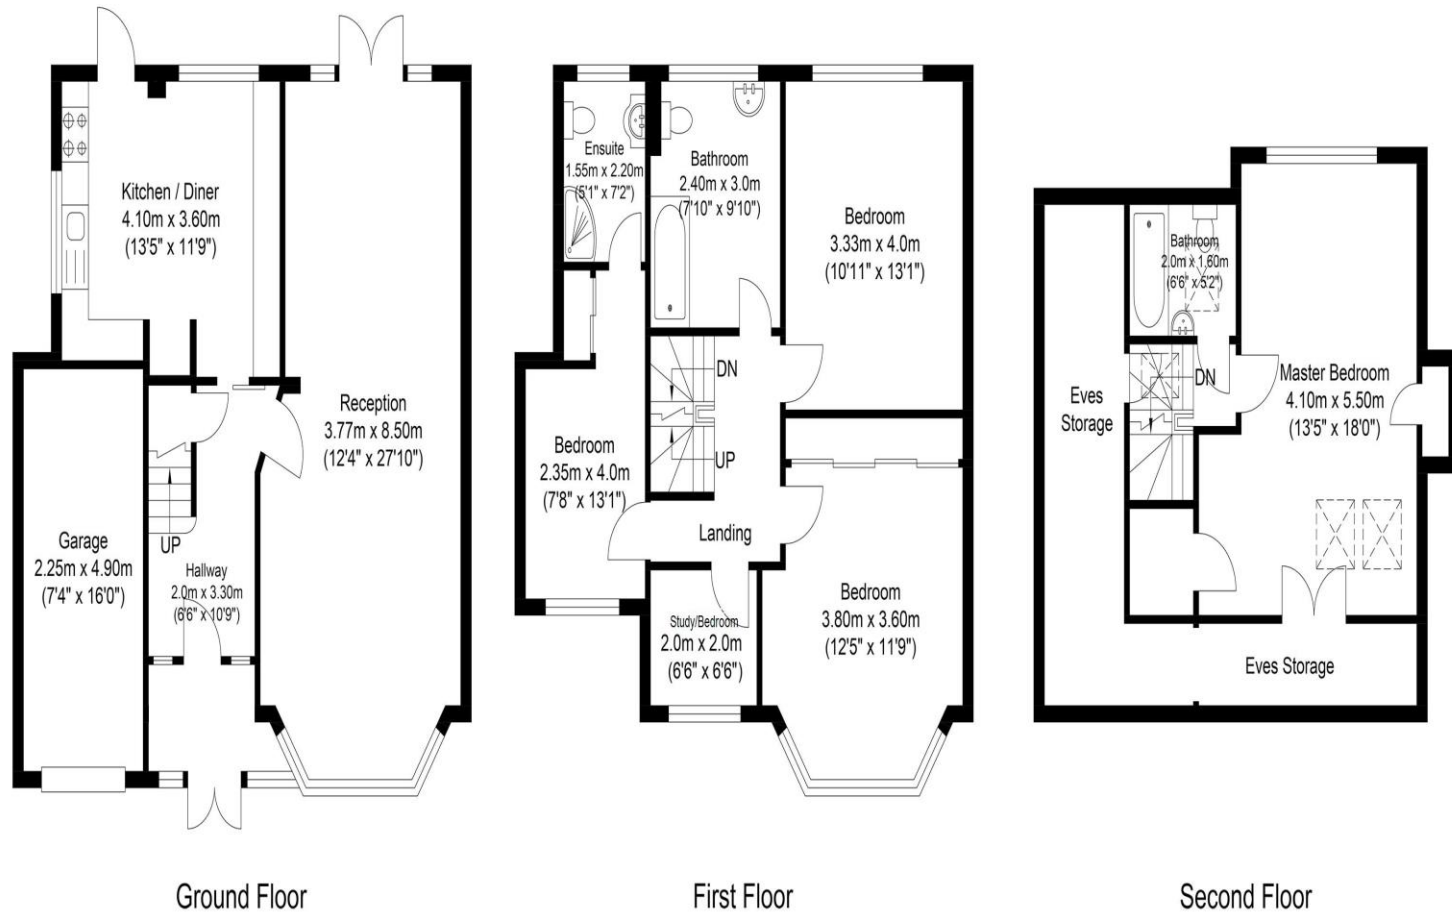 Kitchen / Diner
4.10m x 3.60m
(13'5" x 11'9")
Reception
3.77m x 8.50m
(12'4" x 27'10")
Garage
2.25m x 4.90m
(7'4" x 16'0")
UP
Hallway
2.0m x 3.30m
(6'6" x 10'9")
Ground Floor
Ensuite
1.55m x 2.20m
(5'1" x 7'2")
Bathroom
2.40m x 3.0m
(7'10" x 9'10")
Bedroom
3.33m x 4.0m
(10'11" x 13'1")
DN
UP
Bedroom
2.35m x 4.0m
(7'8" x 13'1")
Landing
Study/Bedroom
2.0m x 2.0m
(6'6" x 6'6")
Bedroom
3.80m x 3.60m
(12'5" x 11'9")
First Floor
Bathroom
2.0m x 1.60m
(6'6" x 5'2")
Eves
Storage
DN
Master Bedroom
4.10m x 5.50m
(13'5" x 18'0")
Eves Storage
Second Floor